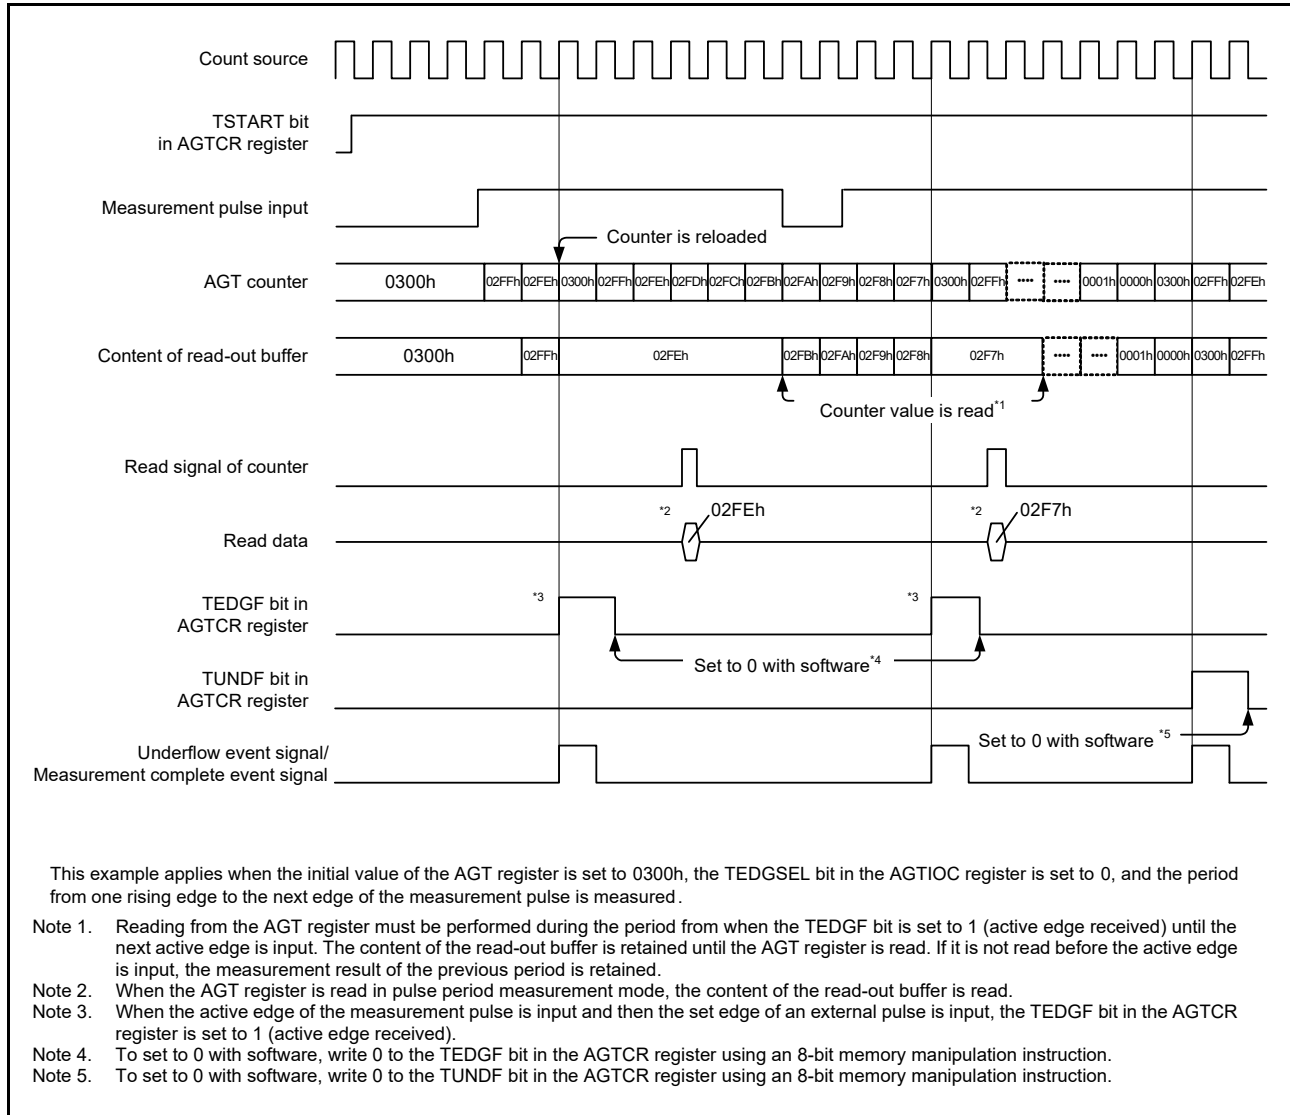 Count source
TSTART bit
in AGTCR register
Measurement pulse input
Counter is reloaded
AGT counter
0300h 02FFh 02FEh 0300h 02FFh 02FEh 02FDh 02FCh 02FBh 02FAh 02F9h 02F8h 02F7h 0300h 02FFh ···· ···· 0001h 0000h 0300h 02FFh 02FEh
Content of read-out buffer
0300h 02FFh 02FEh 02FBh 02FAh 02F9h 02F8h 02F7h ···· ···· 0001h 0000h 0300h 02FFh
Counter value is read*1
Read signal of counter
*2 02FEh *2 02F7h
Read data
TEDGF bit in
AGTCR register
*3 *3
Set to 0 with software*4
TUNDF bit in
AGTCR register
Set to 0 with software *5
Underflow event signal/
Measurement complete event signal
This example applies when the initial value of the AGT register is set to 0300h, the TEDGSEL bit in the AGTIOC register is set to 0, and the period
from one rising edge to the next edge of the measurement pulse is measured.
Note 1. Reading from the AGT register must be performed during the period from when the TEDGF bit is set to 1 (active edge received) until the
next active edge is input. The content of the read-out buffer is retained until the AGT register is read. If it is not read before the active edge
is input, the measurement result of the previous period is retained.
Note 2. When the AGT register is read in pulse period measurement mode, the content of the read-out buffer is read.
Note 3. When the active edge of the measurement pulse is input and then the set edge of an external pulse is input, the TEDGF bit in the AGTCR
register is set to 1 (active edge received).
Note 4. To set to 0 with software, write 0 to the TEDGF bit in the AGTCR register using an 8-bit memory manipulation instruction.
Note 5. To set to 0 with software, write 0 to the TUNDF bit in the AGTCR register using an 8-bit memory manipulation instruction.